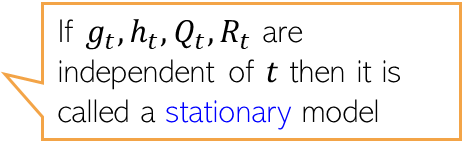 If g_t, h_t, Q_t, R_t are
independent of t then it is
called a stationary model